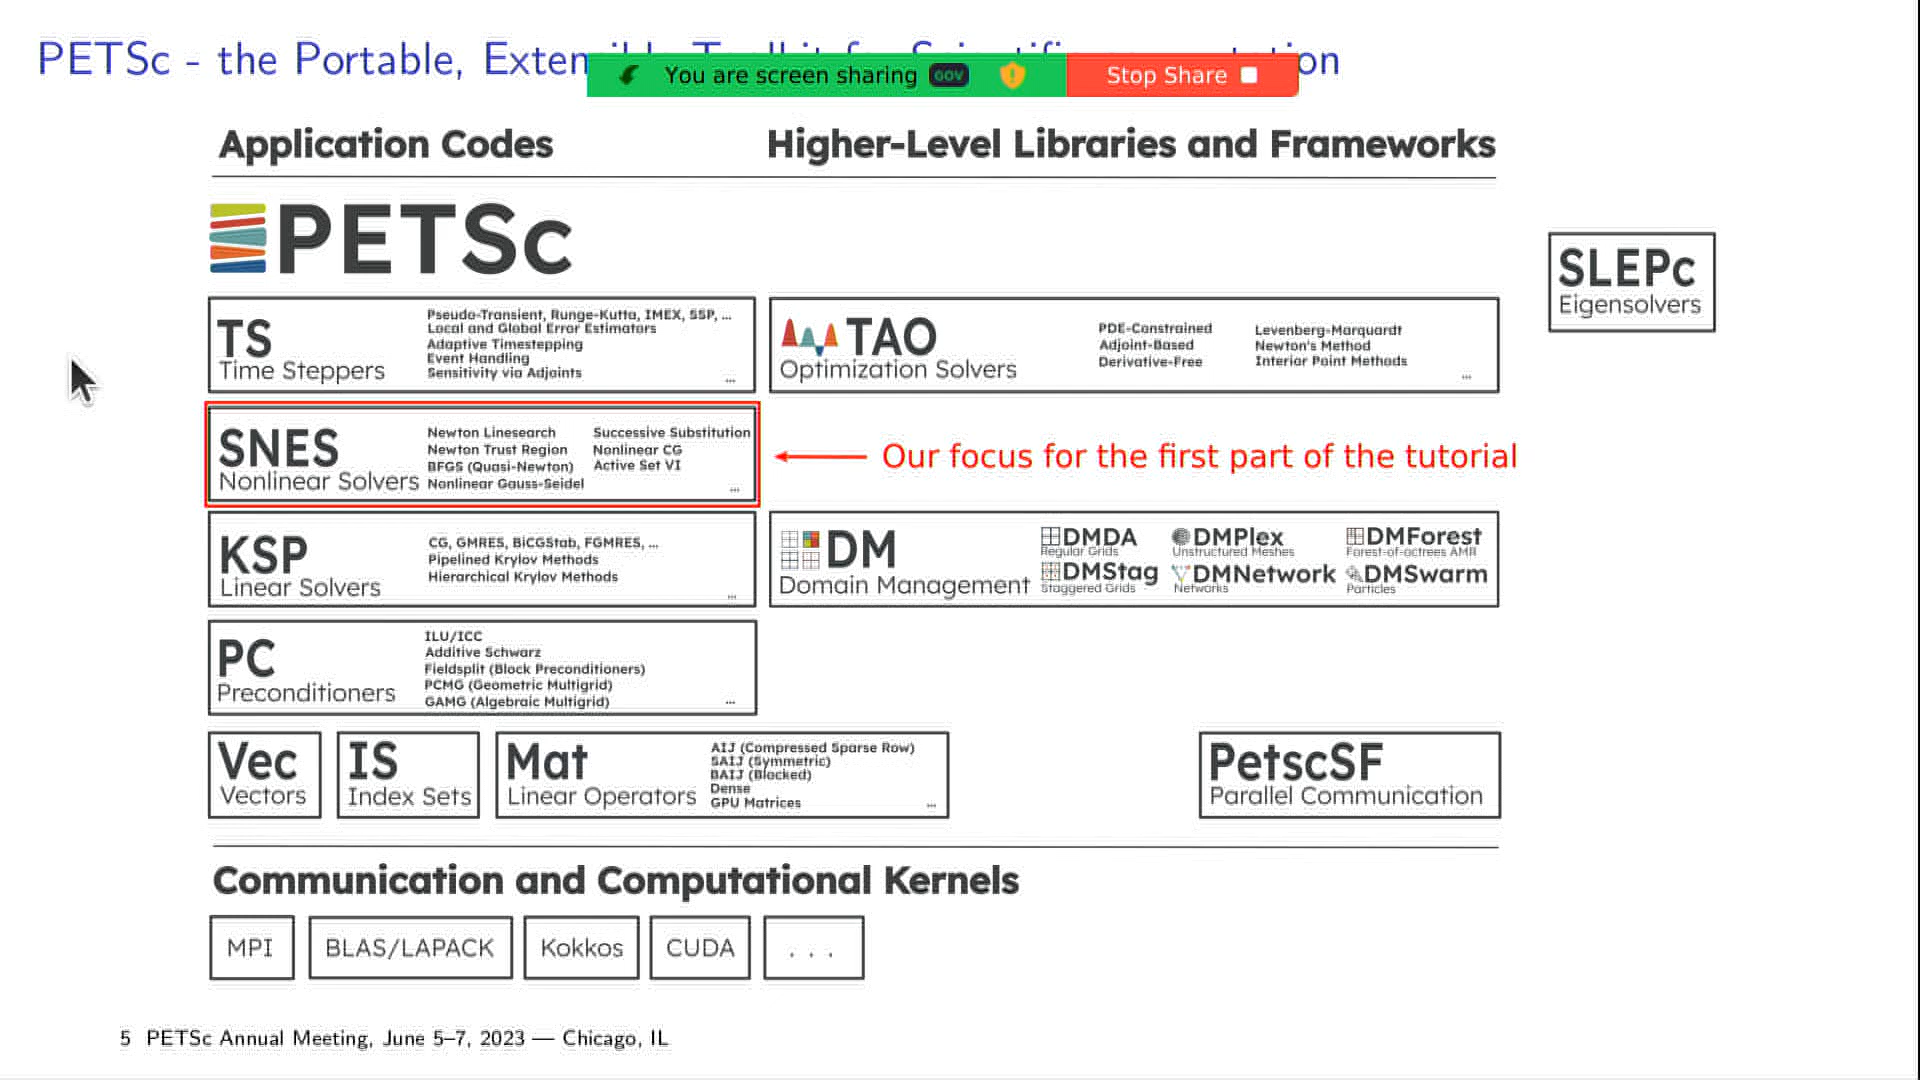 PETSc - the Portable, Exten
on
You are screen sharing GOV
Stop Share
Application Codes
Higher-Level Libraries and Frameworks
PETSc
SLEPc
Eigensolvers
TS
Time Steppers
Pseudo-Transient, Runge-Kutta, IMEX, SSP, ...
Local and Global Error Estimators
Adaptive Timestepping
Event Handling
Sensitivity via Adjoints
...
TAO
Optimization Solvers
PDE-Constrained
Adjoint-Based
Derivative-Free
Levenberg-Marquardt
Newton's Method
Interior Point Methods
...
SNES
Nonlinear Solvers
Newton Linesearch
Newton Trust Region
BFGS (Quasi-Newton)
Nonlinear Gauss-Seidel
Successive Substitution
Nonlinear CG
Active Set VI
...
Our focus for the first part of the tutorial
KSP
Linear Solvers
CG, GMRES, BiCGStab, FGMRES, ...
Pipelined Krylov Methods
Hierarchical Krylov Methods
...
DM
Domain Management
DMDA
Regular Grids
DMPlex
Unstructured Meshes
DMForest
Forest-of-octrees AMR
DMStag
Staggered Grids
DMNetwork
Networks
DMSwarm
Particles
PC
Preconditioners
ILU/ICC
Additive Schwarz
Fieldsplit (Block Preconditioners)
PCMG (Geometric Multigrid)
GAMG (Algebraic Multigrid)
...
Vec
Vectors
IS
Index Sets
Mat
Linear Operators
AIJ (Compressed Sparse Row)
SAIJ (Symmetric)
BAIJ (Blocked)
Dense
GPU Matrices
...
PetscSF
Parallel Communication
Communication and Computational Kernels
MPI
BLAS/LAPACK
Kokkos
CUDA
. . .
5 PETSc Annual Meeting, June 5–7, 2023 — Chicago, IL